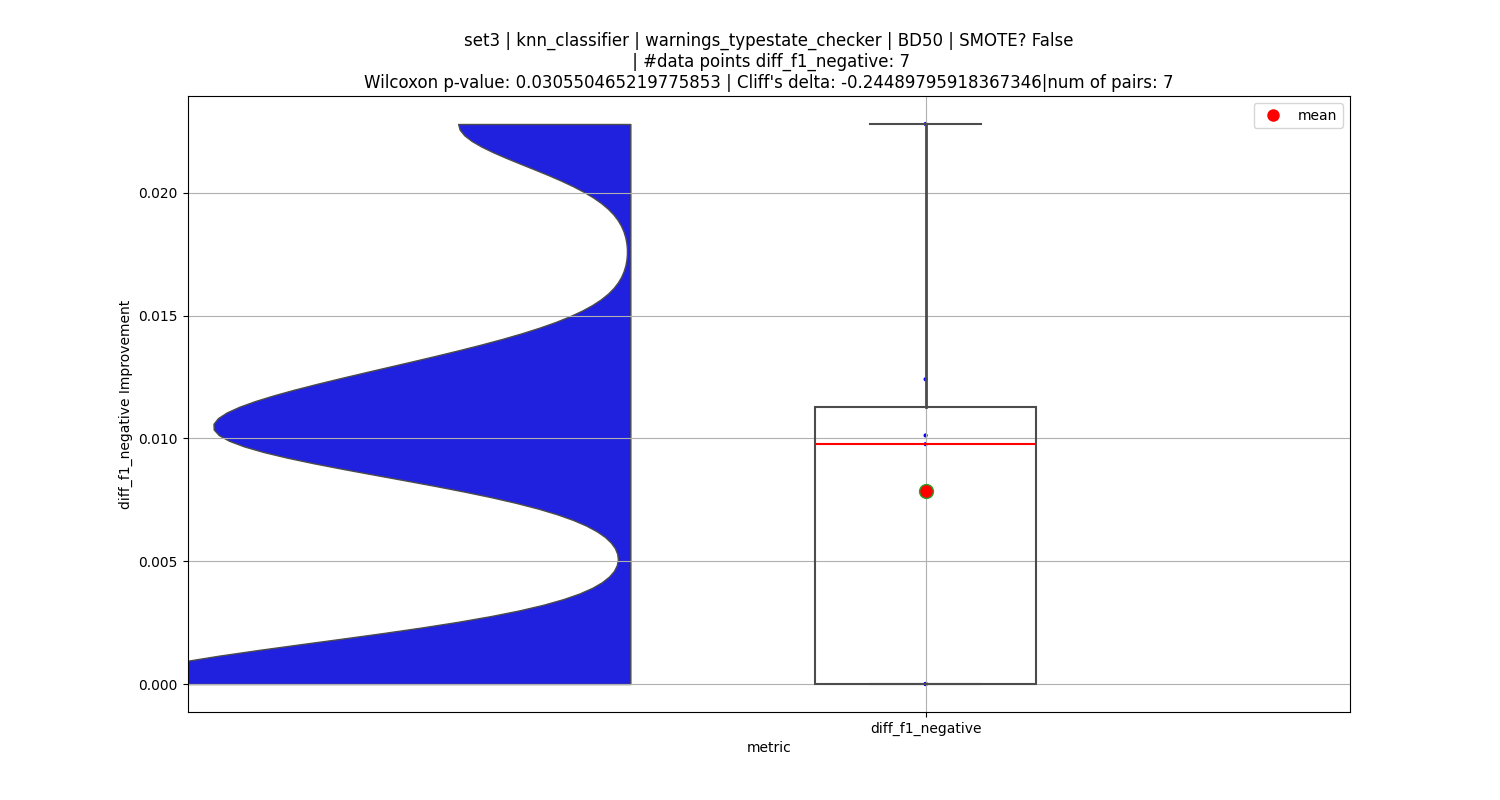 set3 | knn_classifier | warnings_typestate_checker | BD50 | SMOTE? False
| #data points diff_f1_negative: 7
Wilcoxon p-value: 0.030550465219775853 | Cliff's delta: -0.24489795918367346|num of pairs: 7
mean
0.020
0.015
0.010
0.005
0.000
diff_f1_negative Improvement
diff_f1_negative
metric